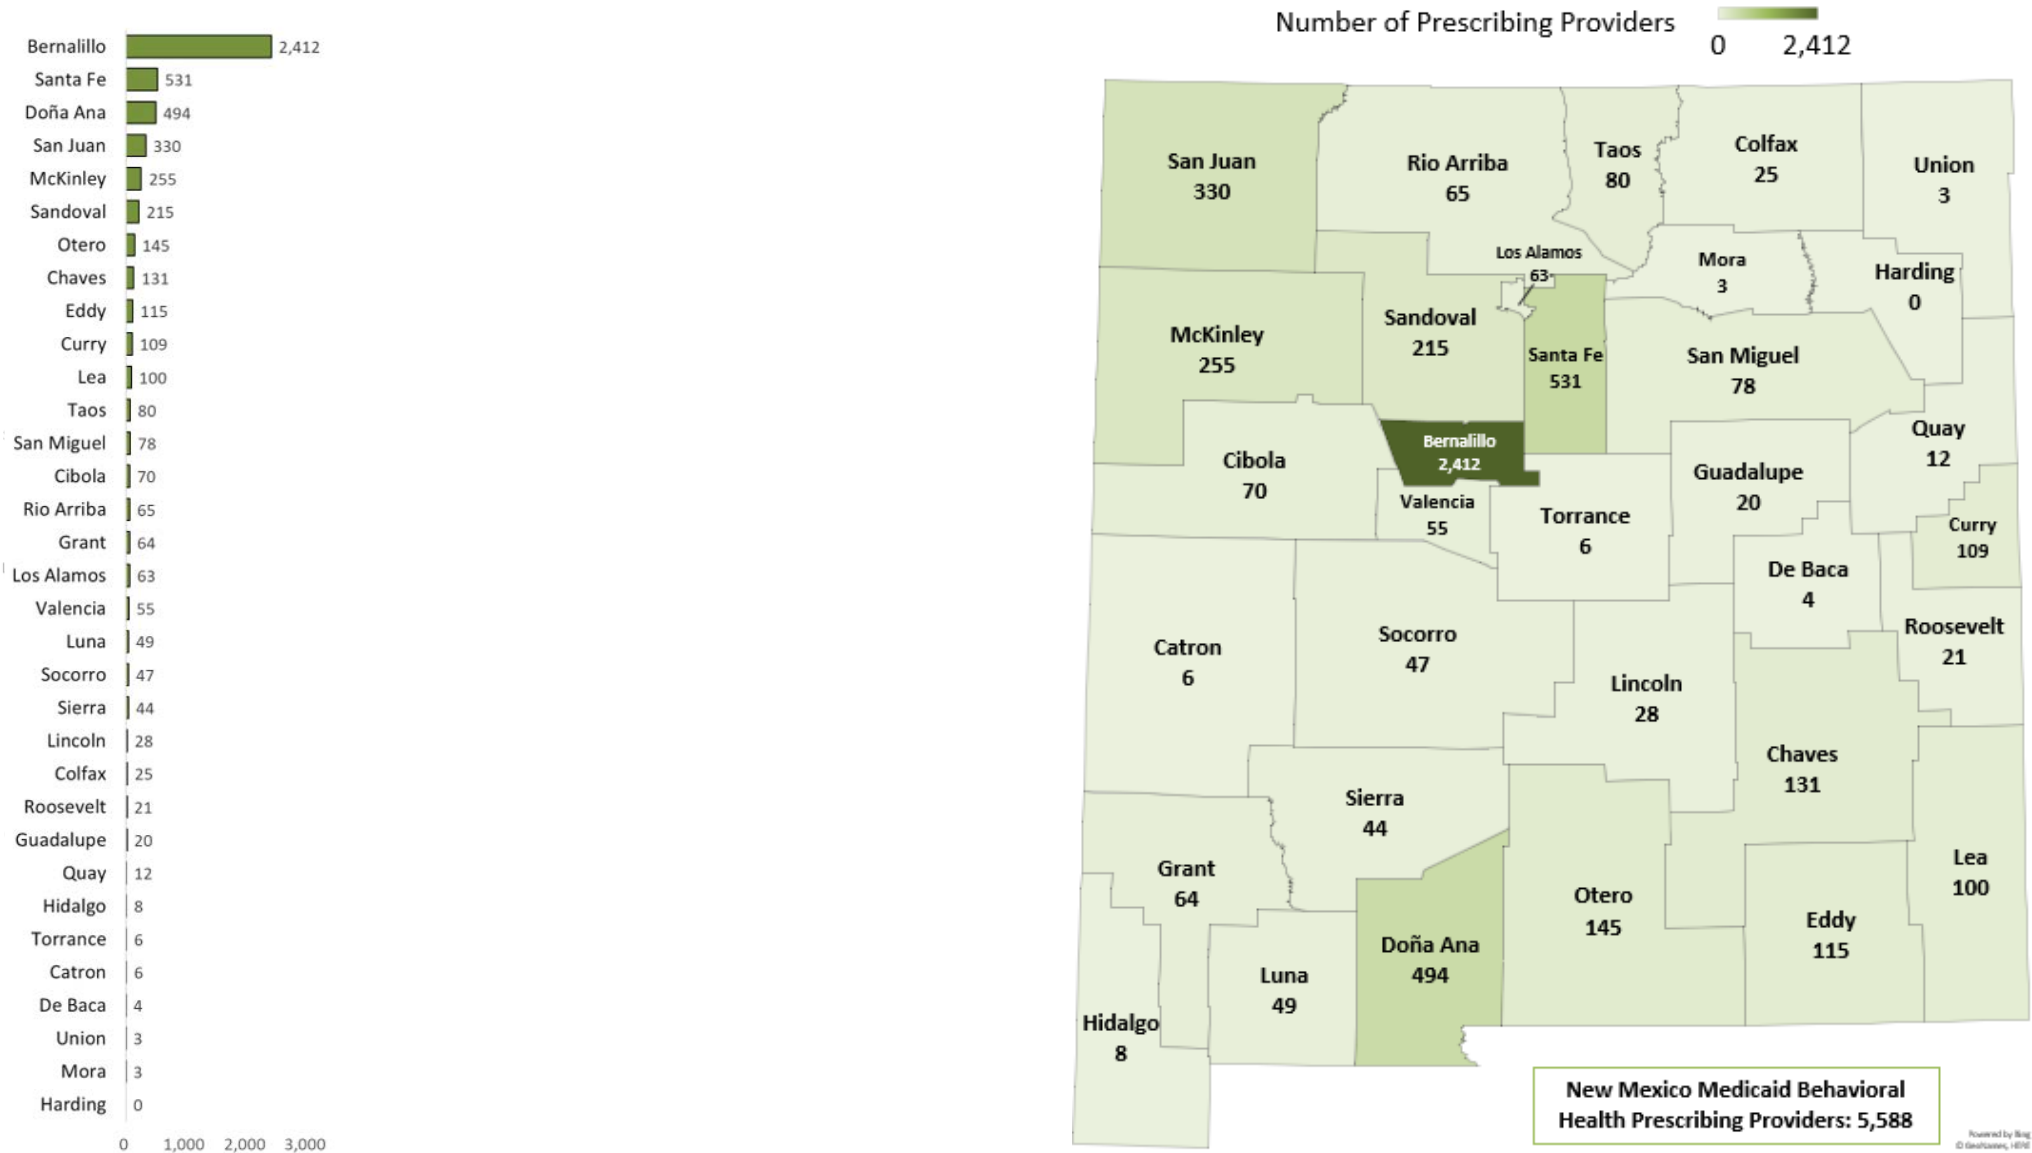 Bernalillo 2,412
Santa Fe 531
Doña Ana 494
San Juan 330
McKinley 255
Sandoval 215
Otero 145
Chaves 131
Eddy 115
Curry 109
Lea 100
Taos 80
San Miguel 78
Cibola 70
Rio Arriba 65
Grant 64
Los Alamos 63
Valencia 55
Luna 49
Socorro 47
Sierra 44
Lincoln 28
Colfax 25
Roosevelt 21
Guadalupe 20
Quay 12
Hidalgo 8
Torrance 6
Catron 6
De Baca 4
Union 3
Mora 3
Harding 0
0 1,000 2,000 3,000
Number of Prescribing Providers
0 2,412
San Juan
330
Rio Arriba
65
Taos
80
Colfax
25
Union
3
Los Alamos
63
Mora
3
Harding
0
McKinley
255
Sandoval
215
Santa Fe
531
San Miguel
78
Quay
12
Cibola
70
Bernalillo
2,412
Valencia
55
Torrance
6
Guadalupe
20
Curry
109
De Baca
4
Roosevelt
21
Catron
6
Socorro
47
Lincoln
28
Chaves
131
Sierra
44
Grant
64
Lea
100
Otero
145
Eddy
115
Doña Ana
494
Luna
49
Hidalgo
8
New Mexico Medicaid Behavioral
Health Prescribing Providers: 5,588
Powered by Bing
© GeoNames, HERE